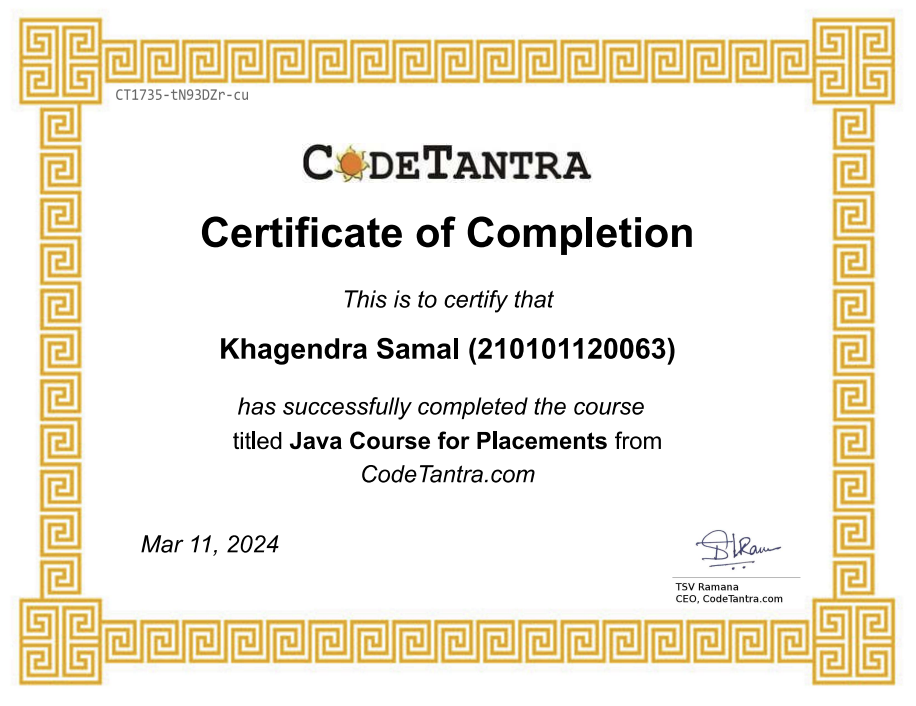 CT1735-tN93DZr-cu
CODETANTRA
Certificate of Completion
This is to certify that
Khagendra Samal (210101120063)
has successfully completed the course
titled Java Course for Placements from
CodeTantra.com
Mar 11, 2024
TSV Ramana
CEO, CodeTantra.com